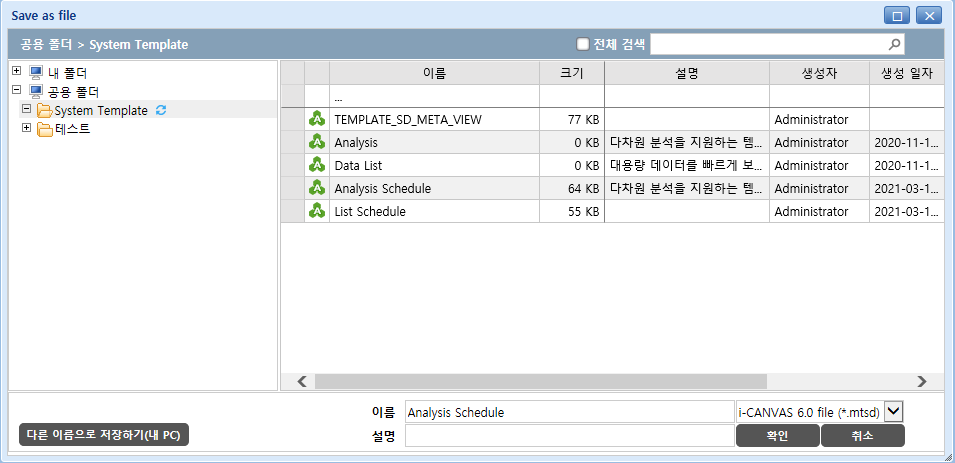 Save as file
공용 폴더 > System Template
전체 검색
내 폴더
공용 폴더
System Template
테스트
이름 크기 설명 생성자 생성 일자
...
TEMPLATE_SD_META_VIEW 77 KB Administrator
Analysis 0 KB 다차원 분석을 지원하는 템... Administrator 2020-11-1...
Data List 0 KB 대용량 데이터를 빠르게 보... Administrator 2020-11-1...
Analysis Schedule 64 KB 다차원 분석을 지원하는 템... Administrator 2021-03-1...
List Schedule 55 KB Administrator 2021-03-1...
이름 Analysis Schedule i-CANVAS 6.0 file (*.mtsd)
다른 이름으로 저장하기(내 PC) 설명 확인 취소